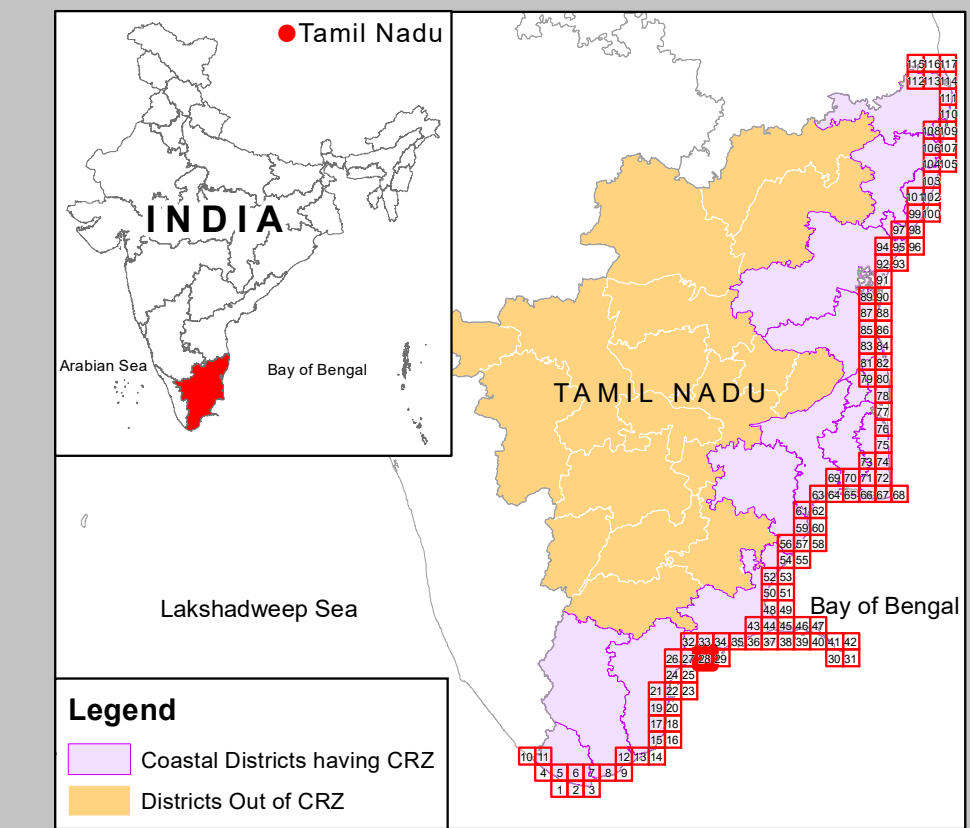 Tamil Nadu
INDIA
Arabian Sea
Bay of Bengal
TAMIL NADU
Lakshadweep Sea
Bay of Bengal
115 116 117
112 113 114
111
110
108 109
106 107
104 105
103
101 102
99 100
97 98
94 95 96
92 93
91
89 90
87 88
85 86
83 84
81 82
79 80
78
77
76
75
73 74
69 70 71 72
63 64 65 66 67 68
61 62
59 60
56 57 58
54 55
52 53
50 51
48 49
43 44 45 46 47
32 33 34 35 36 37 38 39 40 41 42
26 27 28 29 30 31
24 25
21 22 23
19 20
17 18
15 16
10 11 12 13 14
4 5 6 7 8 9
1 2 3
Legend
Coastal Districts having CRZ
Districts Out of CRZ